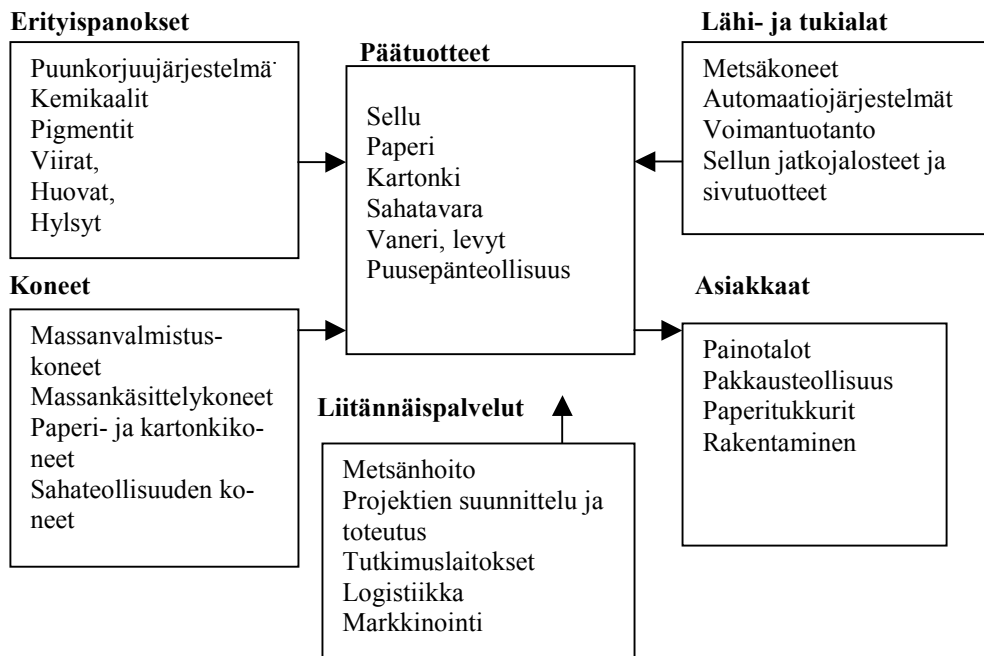 Erityispanokset
Puunkorjuujärjestelmä
Kemikaalit
Pigmentit
Viirat,
Huovat,
Hylsyt
Päätuotteet
Sellu
Paperi
Kartonki
Sahatavara
Vaneri, levyt
Puusepänteollisuus
Lähi- ja tukialat
Metsäkoneet
Automaatiojärjestelmät
Voimantuotanto
Sellun jatkojalosteet ja
sivutuotteet
Koneet
Massanvalmistus-
koneet
Massankäsittelykoneet
Paperi- ja kartonkiko-
neet
Sahateollisuuden ko-
neet
Liitännäispalvelut
Metsänhoito
Projektien suunnittelu ja
toteutus
Tutkimuslaitokset
Logistiikka
Markkinointi
Asiakkaat
Painotalot
Pakkausteollisuus
Paperitukkurit
Rakentaminen